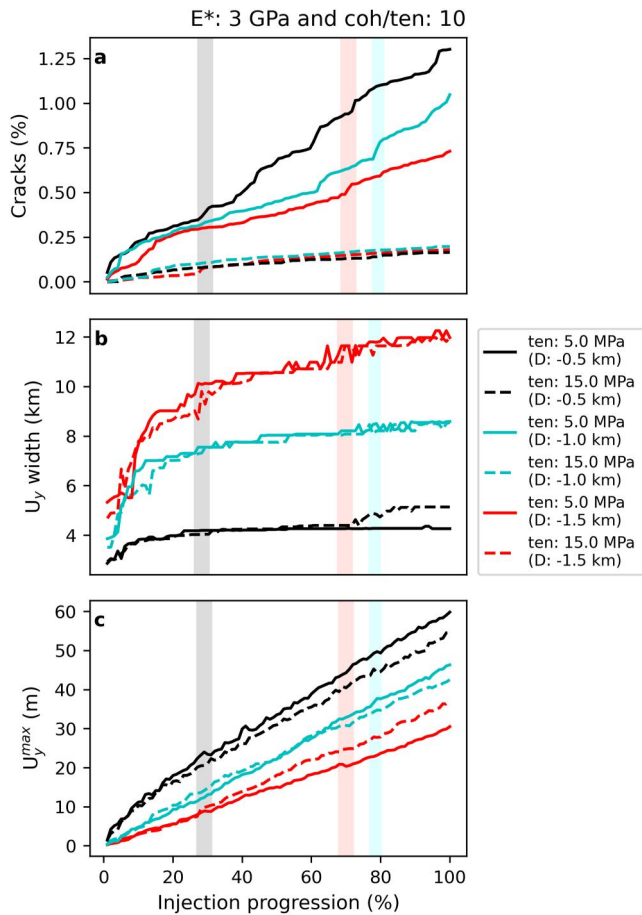 E*: 3 GPa and coh/ten: 10
a
1.25
1.00
0.75
0.50
0.25
0.00
Cracks (%)
b
12
10
8
6
4
U_y width (km)
ten: 5.0 MPa
(D: -0.5 km)
ten: 15.0 MPa
(D: -0.5 km)
ten: 5.0 MPa
(D: -1.0 km)
ten: 15.0 MPa
(D: -1.0 km)
ten: 5.0 MPa
(D: -1.5 km)
ten: 15.0 MPa
(D: -1.5 km)
c
60
50
40
30
20
10
0
U_y^max (m)
0 20 40 60 80 100
Injection progression (%)